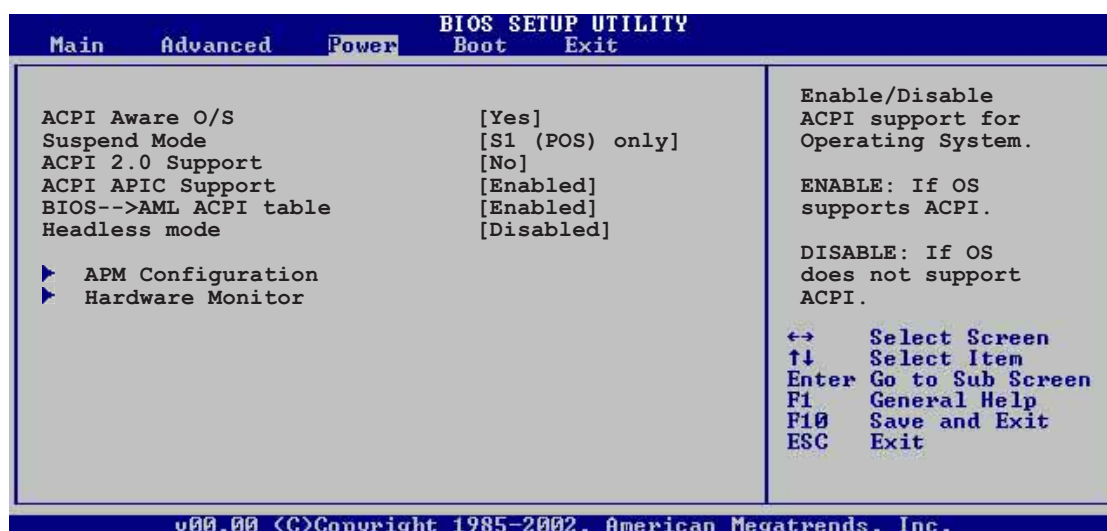 BIOS SETUP UTILITY
Main Advanced Power Boot Exit
ACPI Aware O/S [Yes]
Suspend Mode [S1 (POS) only]
ACPI 2.0 Support [No]
ACPI APIC Support [Enabled]
BIOS-->AML ACPI table [Enabled]
Headless mode [Disabled]
APM Configuration
Hardware Monitor
Enable/Disable
ACPI support for
Operating System.
ENABLE: If OS
supports ACPI.
DISABLE: If OS
does not support
ACPI.
←→ Select Screen
↑↓ Select Item
Enter Go to Sub Screen
F1 General Help
F10 Save and Exit
ESC Exit
v00.00 (C)Copyright 1985-2002, American Megatrends, Inc.